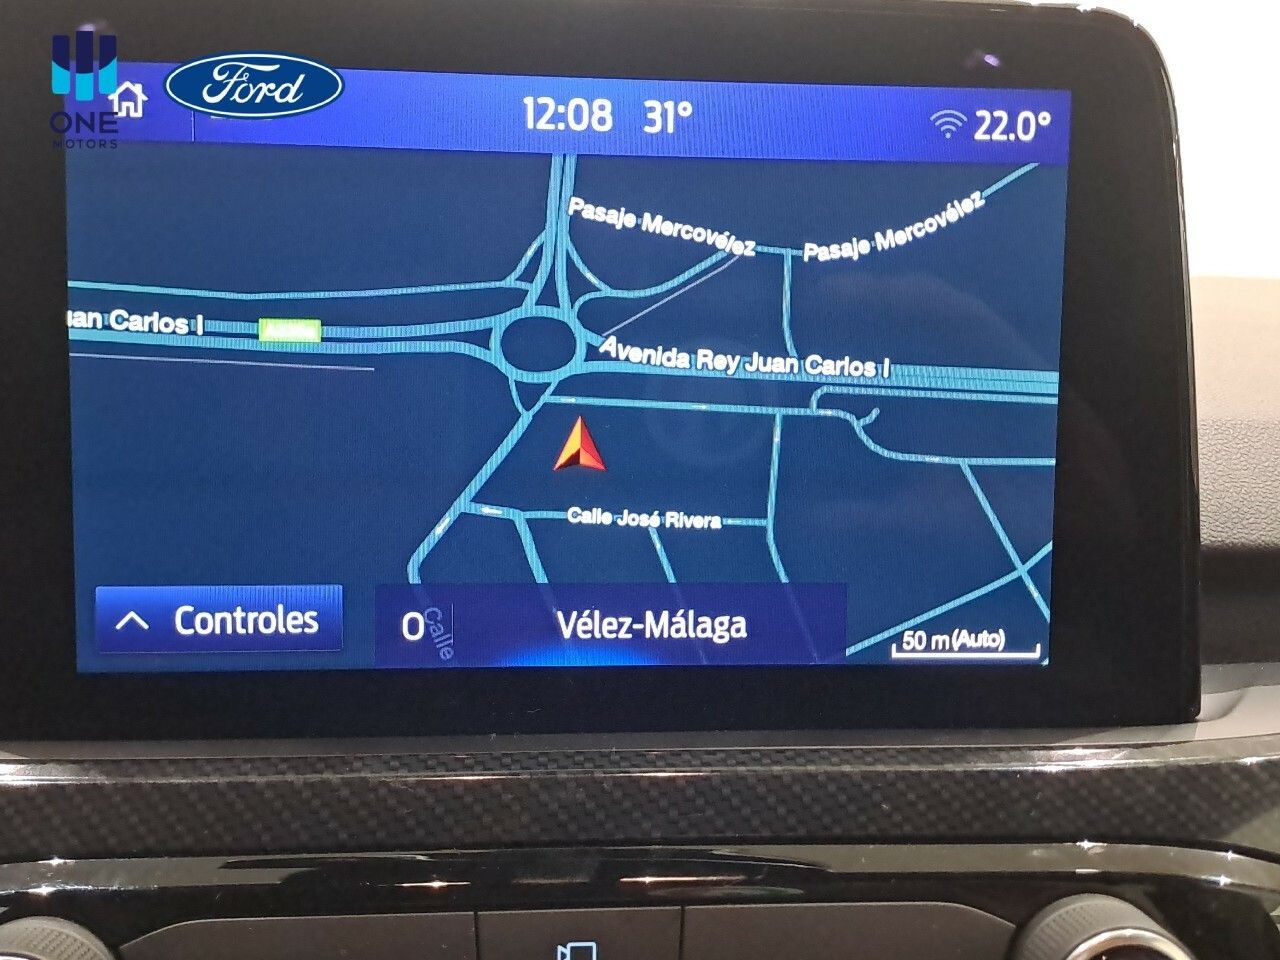 ONE
MOTORS
Ford
12:08 31°
22.0°
Pasaje Mercovélez
Pasaje Mercovélez
uan Carlos I
Avenida Rey Juan Carlos I
Calle José Rivera
Controles
O
Calle
Vélez-Málaga
50 m (Auto)